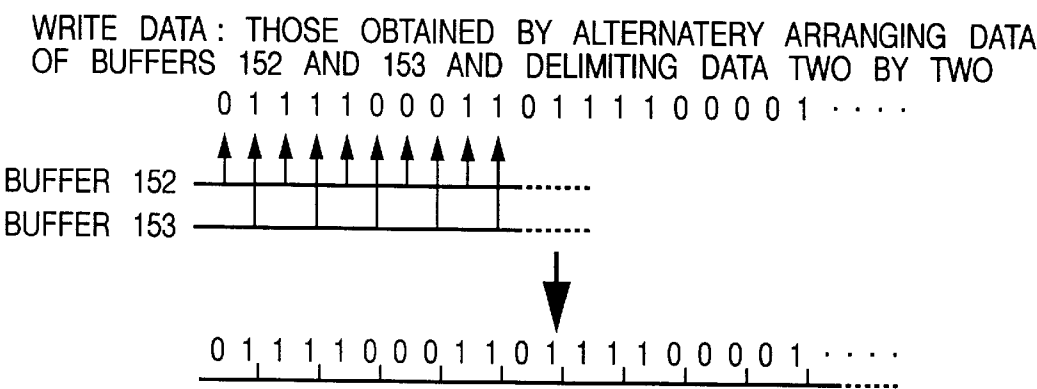 WRITE DATA : THOSE OBTAINED BY ALTERNATERY ARRANGING DATA
OF BUFFERS 152 AND 153 AND DELIMITING DATA TWO BY TWO
0 1 1 1 1 0 0 0 1 1 0 1 1 1 1 0 0 0 0 1 · · · ·
BUFFER 152
BUFFER 153
0 1 1 1 1 0 0 0 1 1 0 1 1 1 1 0 0 0 0 1 · · · ·